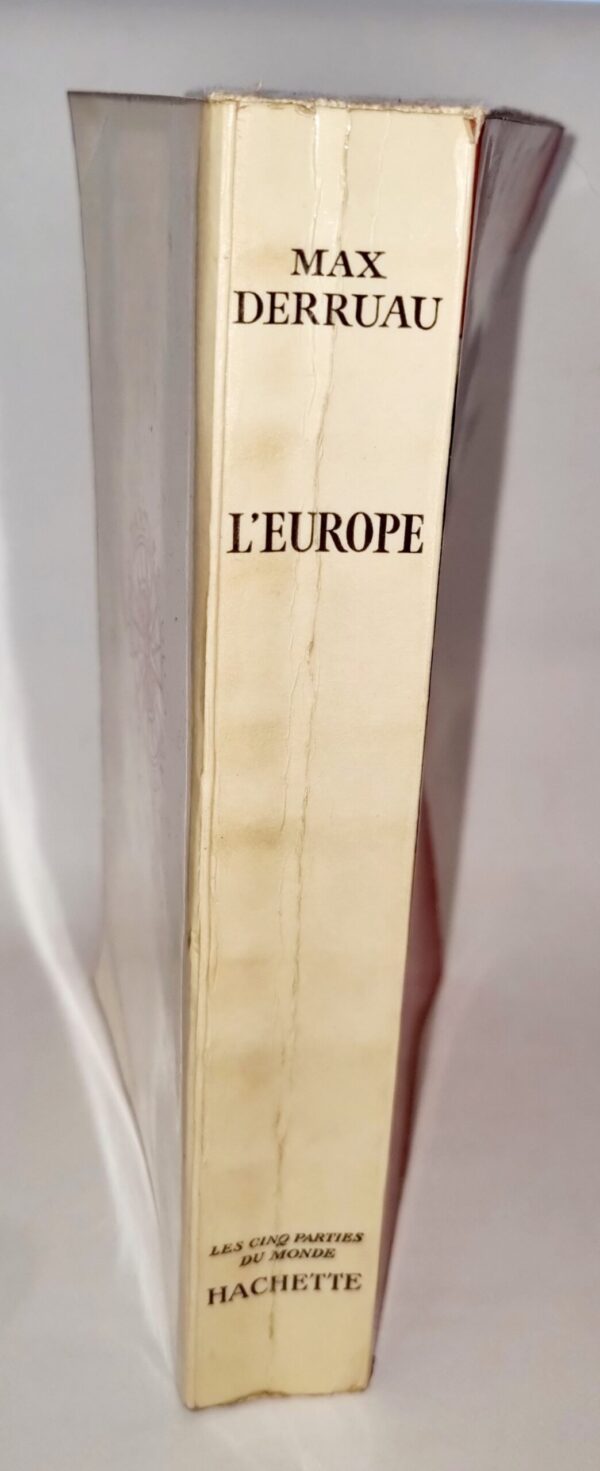 MAX
DERRUAU
L'EUROPE
LES CINQ PARTIES
DU MONDE
HACHETTE